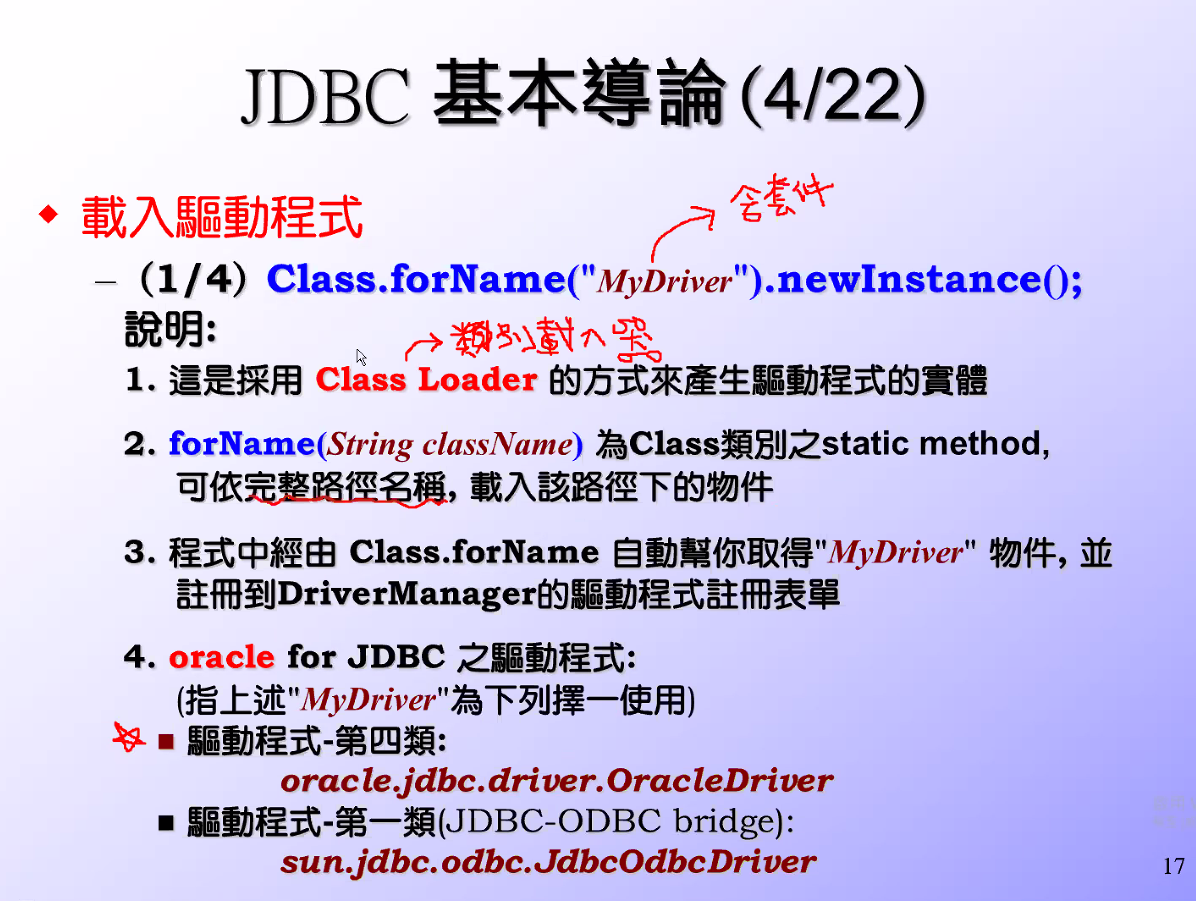 JDBC 基本導論(4/22)
載入驅動程式
含套件
– (1/4) Class.forName("MyDriver").newInstance();
說明:
類別載入器
1. 這是採用 Class Loader 的方式來產生驅動程式的實體
2. forName(String className) 為Class類別之static method,
可依完整路徑名稱, 載入該路徑下的物件
3. 程式中經由 Class.forName 自動幫你取得"MyDriver" 物件, 並
註冊到DriverManager的驅動程式註冊表單
4. oracle for JDBC 之驅動程式:
(指上述"MyDriver"為下列擇一使用)
驅動程式-第四類:
oracle.jdbc.driver.OracleDriver
驅動程式-第一類(JDBC-ODBC bridge):
sun.jdbc.odbc.JdbcOdbcDriver
17